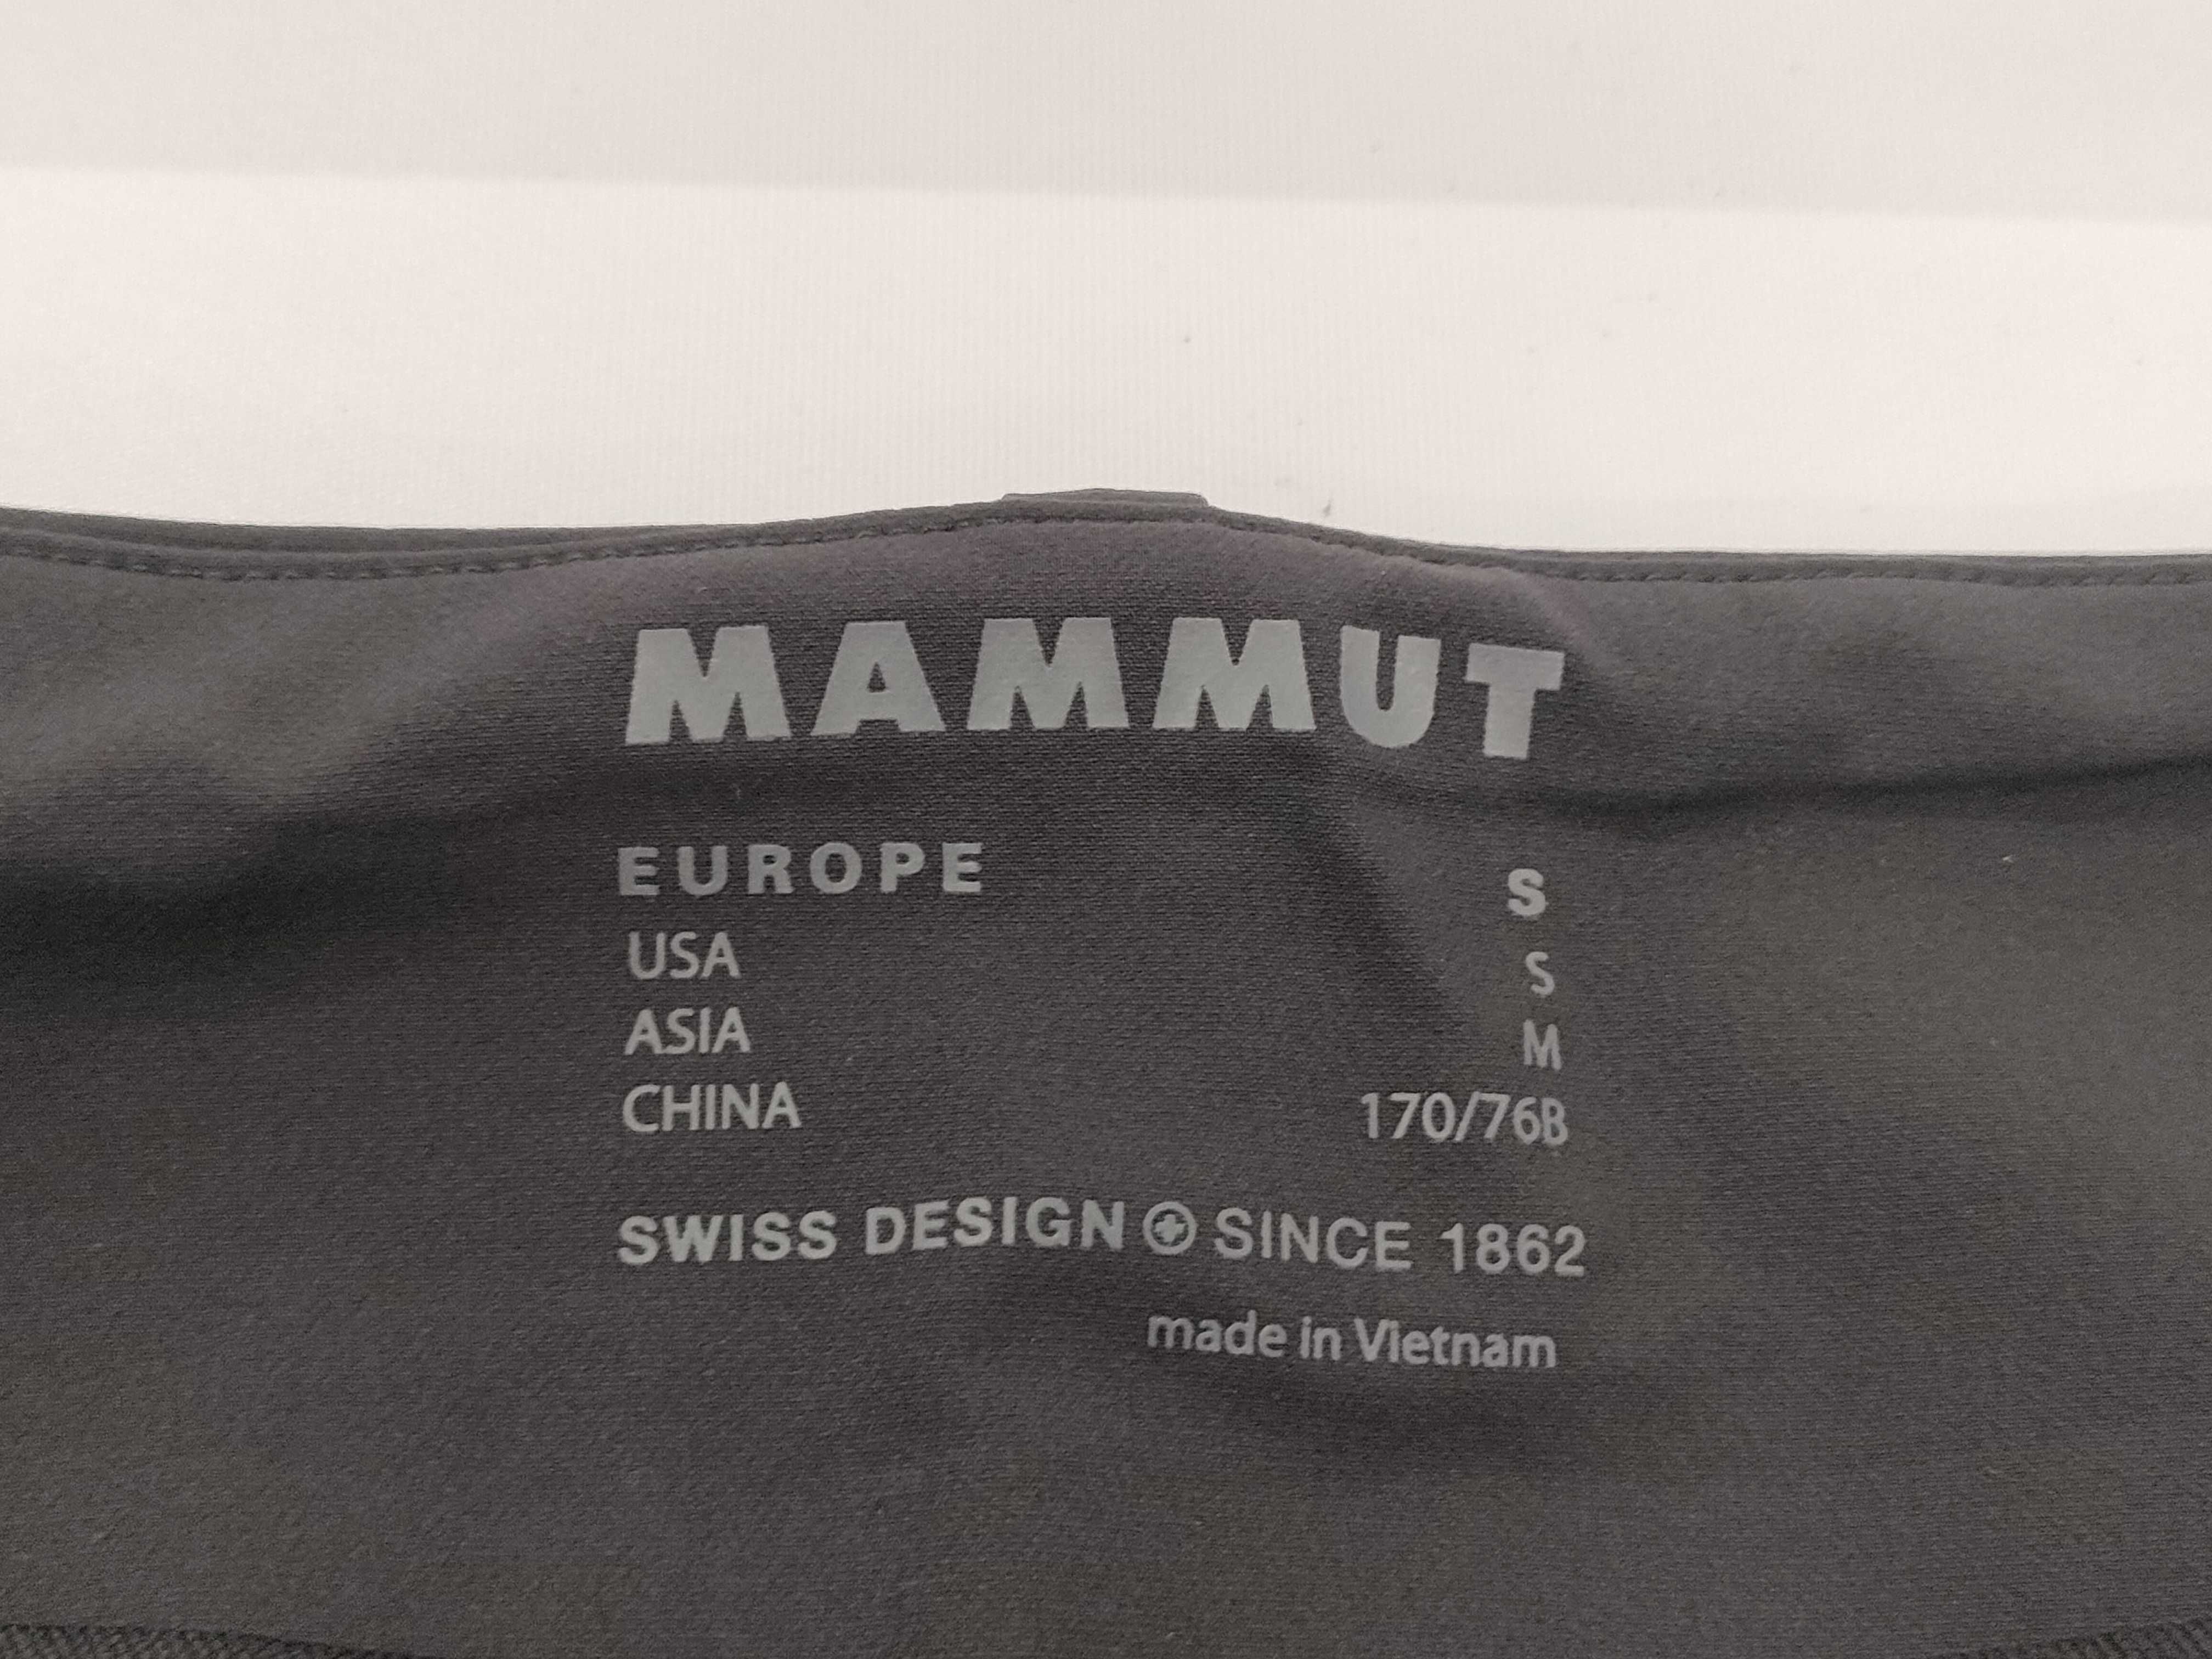 MAMMUT
EUROPE S
USA S
ASIA M
CHINA 170/76B
SWISS DESIGN SINCE 1862
made in Vietnam